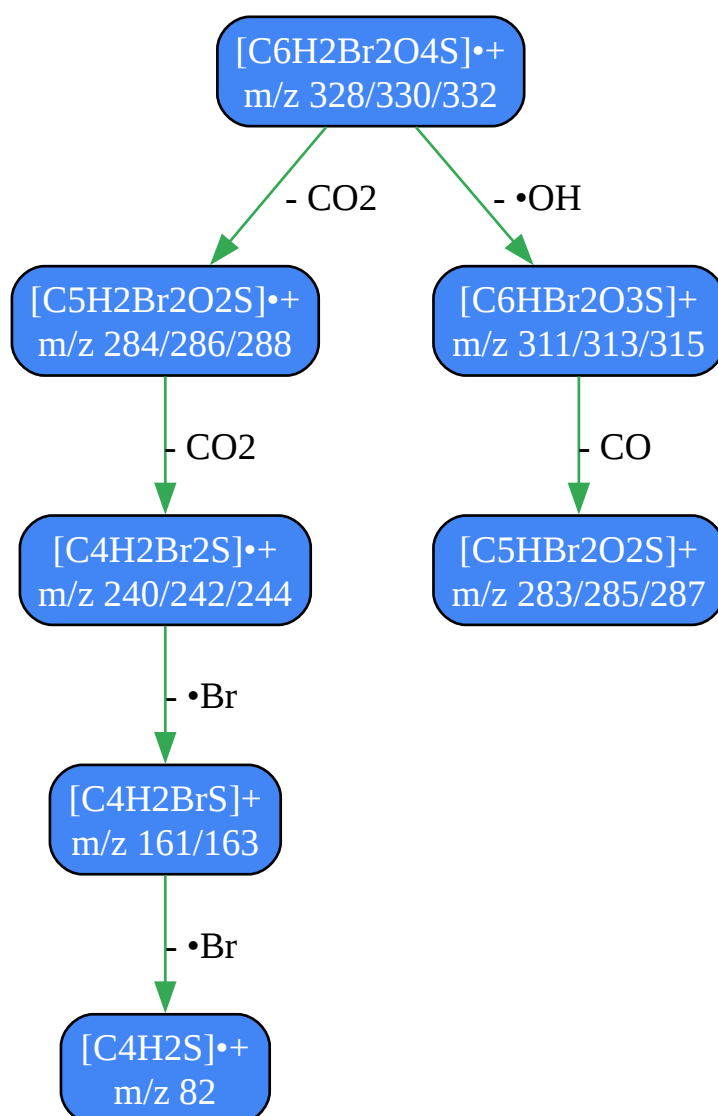 [C6H2Br2O4S]•+
m/z 328/330/332
- CO2
- •OH
[C5H2Br2O2S]•+
m/z 284/286/288
[C6HBr2O3S]+
m/z 311/313/315
- CO2
- CO
[C4H2Br2S]•+
m/z 240/242/244
[C5HBr2O2S]+
m/z 283/285/287
- •Br
[C4H2BrS]+
m/z 161/163
- •Br
[C4H2S]•+
m/z 82